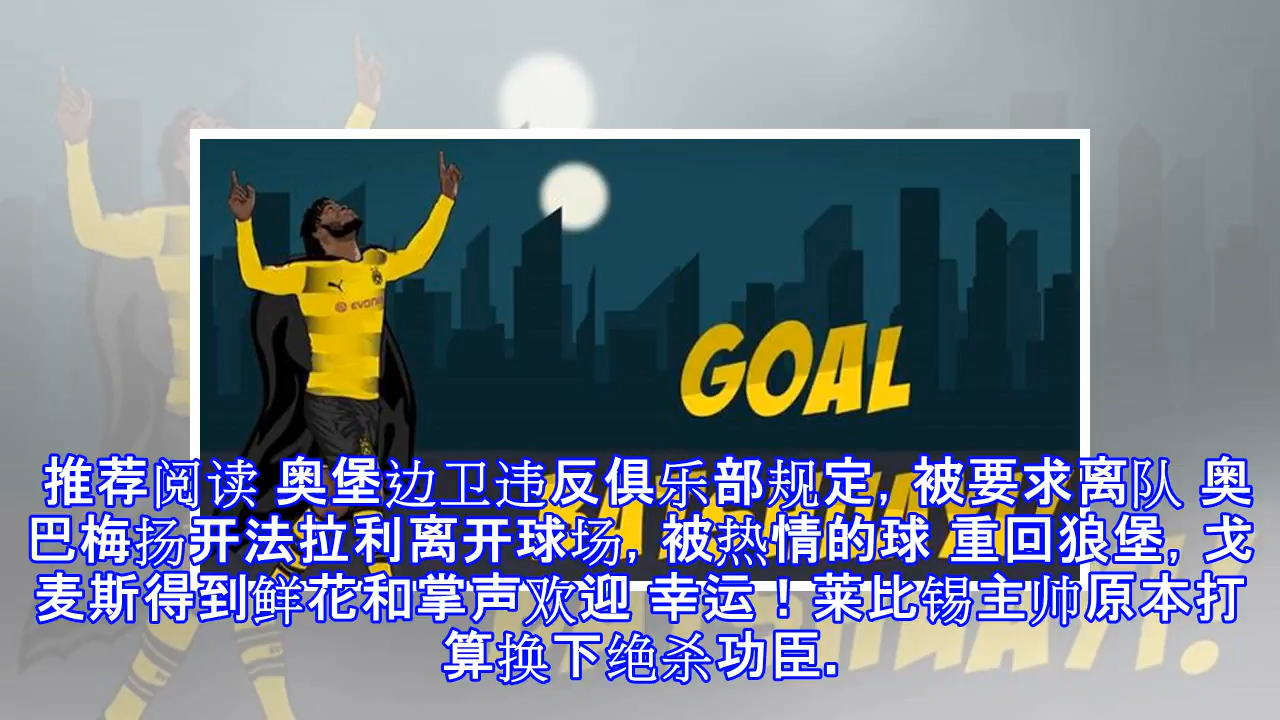 EVONIK
GOAL
BATSHUAYI!
推荐阅读 奥堡边卫违反俱乐部规定, 被要求离队 奥
巴梅扬开法拉利离开球场, 被热情的球 重回狼堡, 戈
麦斯得到鲜花和掌声欢迎 幸运！莱比锡主帅原本打
算换下绝杀功臣.